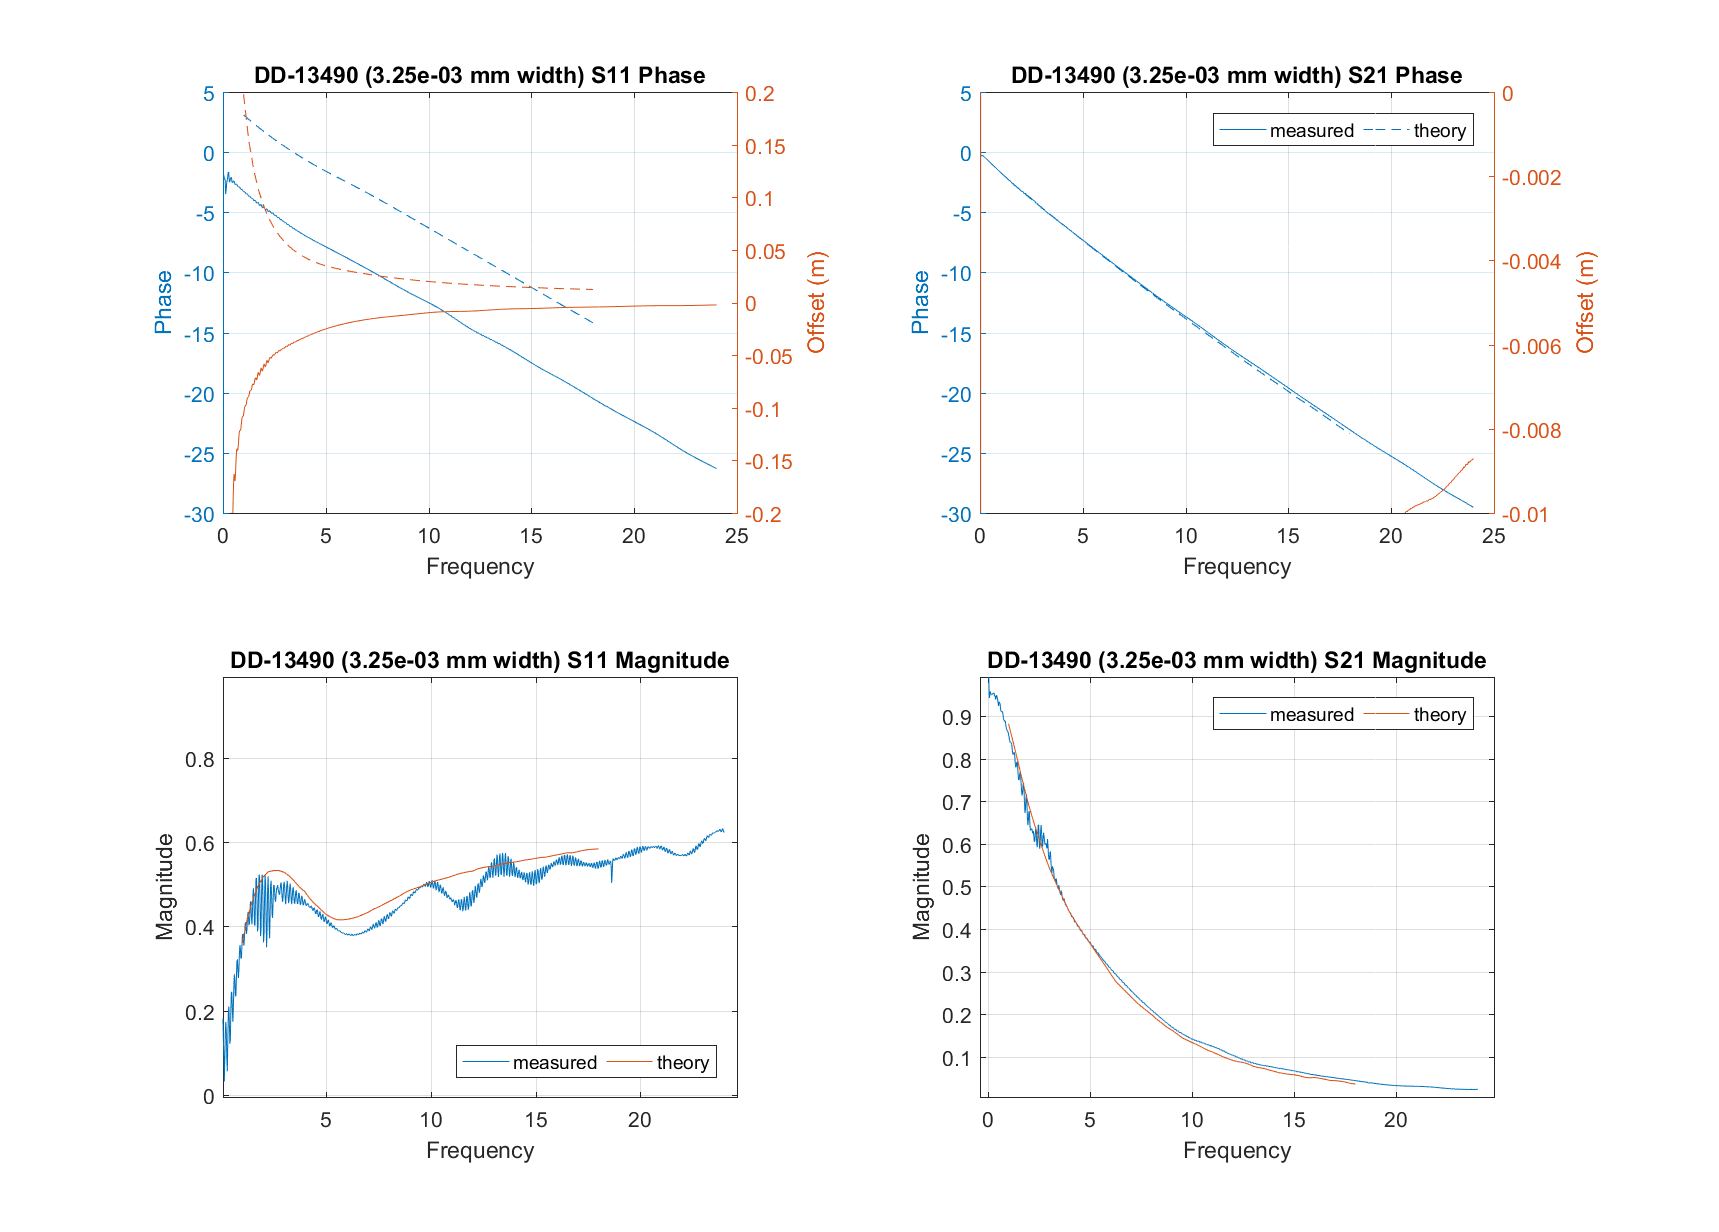 DD-13490 (3.25e-03 mm width) S11 Phase
5
0
-5
-10
-15
-20
-25
-30
Phase
0.2
0.15
0.1
0.05
0
-0.05
-0.1
-0.15
-0.2
Offset (m)
0 5 10 15 20 25
Frequency
DD-13490 (3.25e-03 mm width) S21 Phase
measured theory
5
0
-5
-10
-15
-20
-25
-30
Phase
0
-0.002
-0.004
-0.006
-0.008
-0.01
Offset (m)
0 5 10 15 20 25
Frequency
DD-13490 (3.25e-03 mm width) S11 Magnitude
0.8
0.6
0.4
0.2
0
Magnitude
measured theory
5 10 15 20
Frequency
DD-13490 (3.25e-03 mm width) S21 Magnitude
measured theory
0.9
0.8
0.7
0.6
0.5
0.4
0.3
0.2
0.1
Magnitude
0 5 10 15 20
Frequency